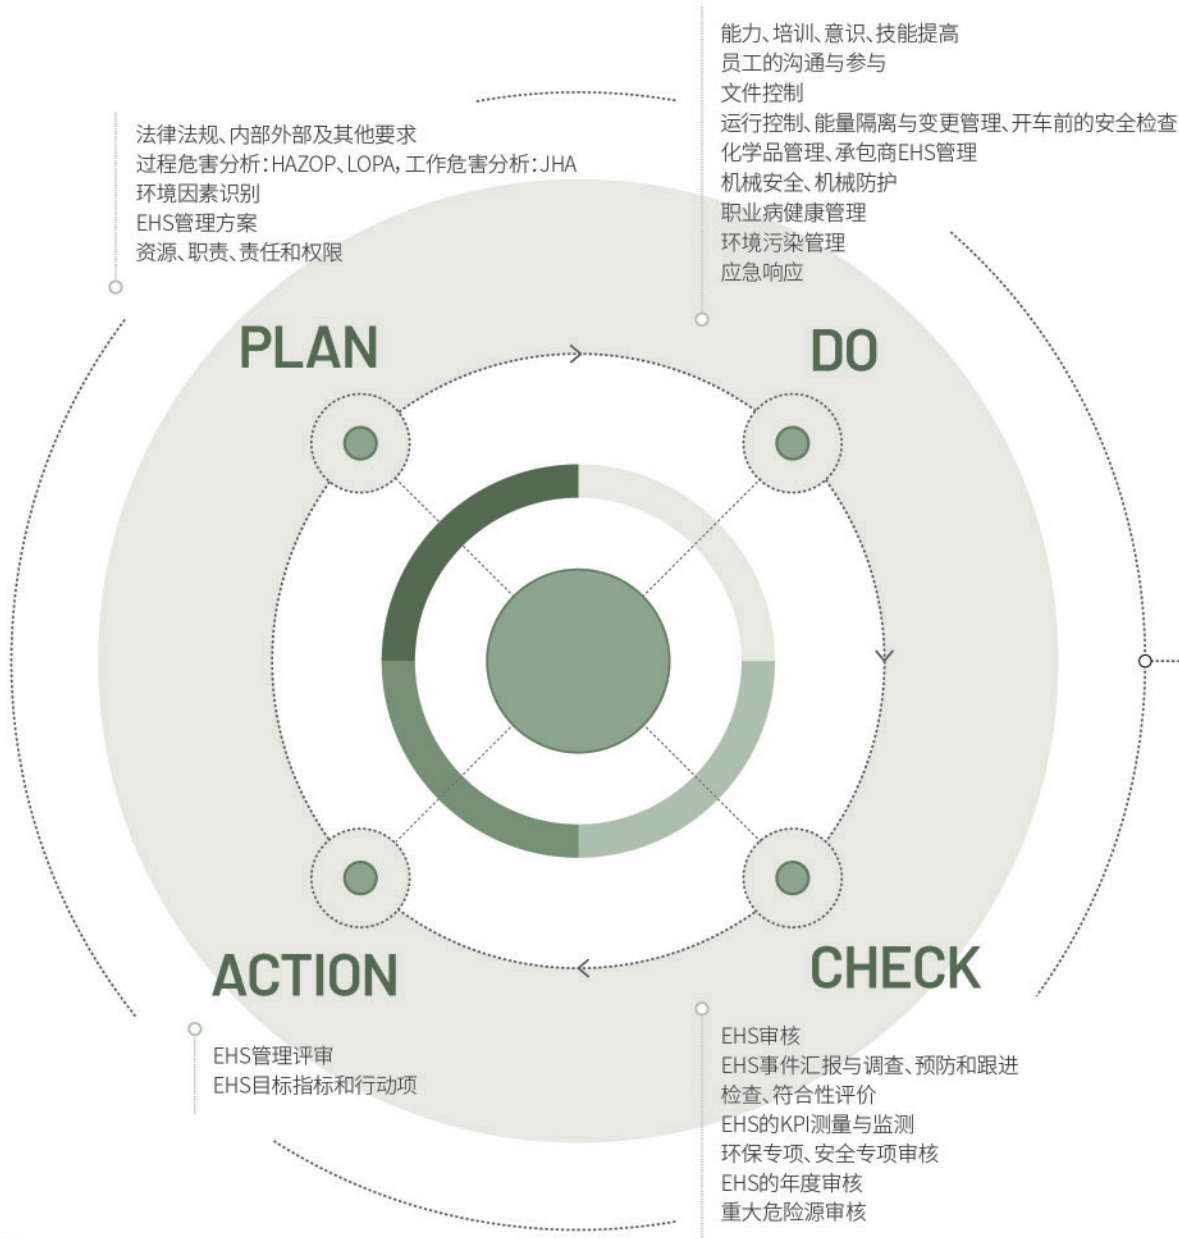 法律法规、内部外部及其他要求
过程危害分析：HAZOP、LOPA，工作危害分析：JHA
环境因素识别
EHS管理方案
资源、职责、责任和权限
PLAN
能力、培训、意识、技能提高
员工的沟通与参与
文件控制
运行控制、能量隔离与变更管理、开车前的安全检查
化学品管理、承包商EHS管理
机械安全、机械防护
职业病健康管理
环境污染管理
应急响应
DO
ACTION
EHS管理评审
EHS目标指标和行动项
CHECK
EHS审核
EHS事件汇报与调查、预防和跟进
检查、符合性评价
EHS的KPI测量与监测
环保专项、安全专项审核
EHS的年度审核
重大危险源审核